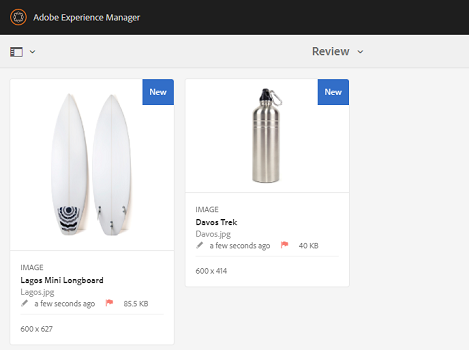 Adobe Experience Manager
Review
New
IMAGE
Lagos Mini Longboard
Lagos.jpg
a few seconds ago 85.5 KB
600 x 627
New
IMAGE
Davos Trek
Davos.jpg
a few seconds ago 40 KB
600 x 414